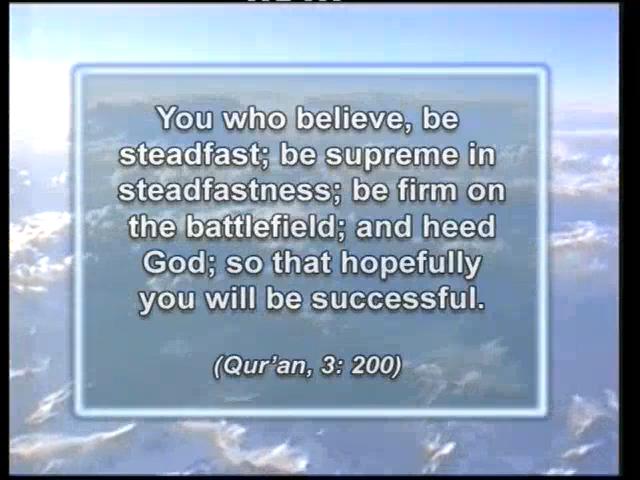 You who believe, be
steadfast; be supreme in
steadfastness; be firm on
the battlefield; and heed
God; so that hopefully
you will be successful.
(Qur'an, 3: 200)